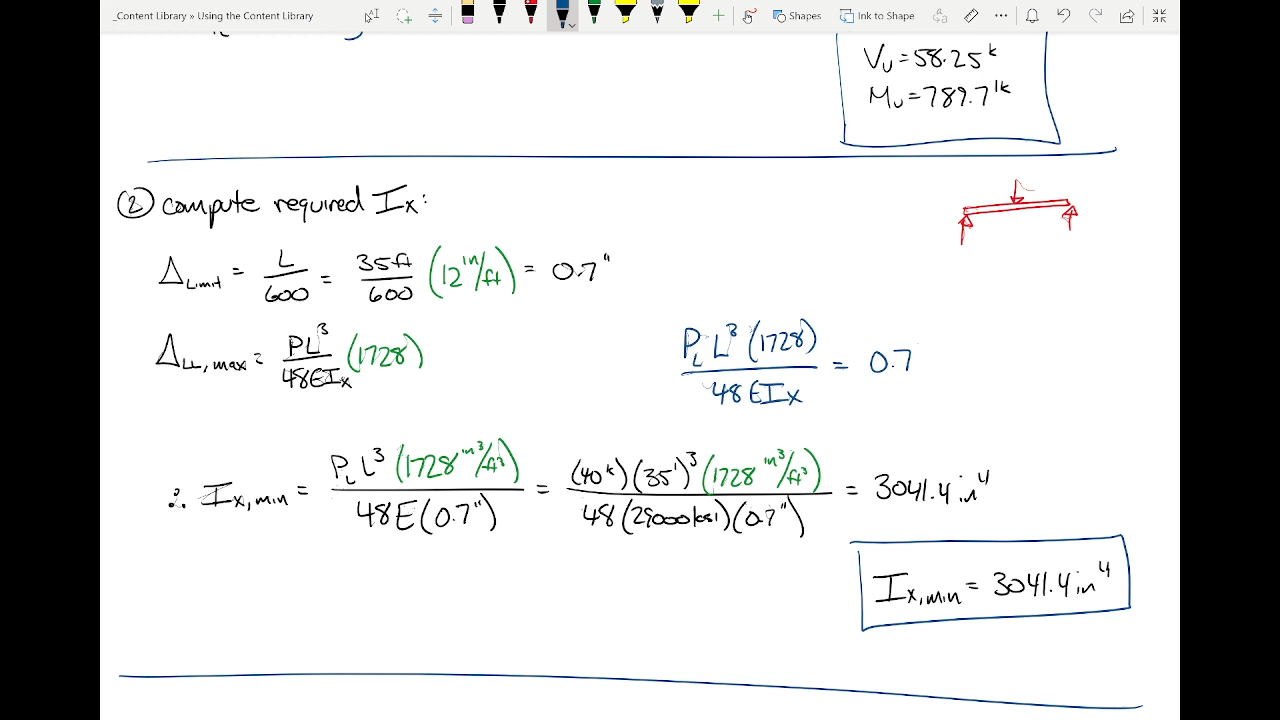 _Content Library » Using the Content Library
Shapes
Ink to Shape
Vu = 58.25 k
Mu = 789.7 'k
② compute required Ix:
ΔLimit = L/600 = 35ft/600 (12 in/ft) = 0.7"
ΔLL,max = PL³/48EIx (1728)
PL L³ (1728)/48EIx = 0.7
∴ Ix,min = PL L³ (1728 in³/ft³)/48E(0.7") = (40k)(35')³(1728 in³/ft³)/48(29000ksi)(0.7") = 3041.4 in⁴
Ix,min = 3041.4 in⁴